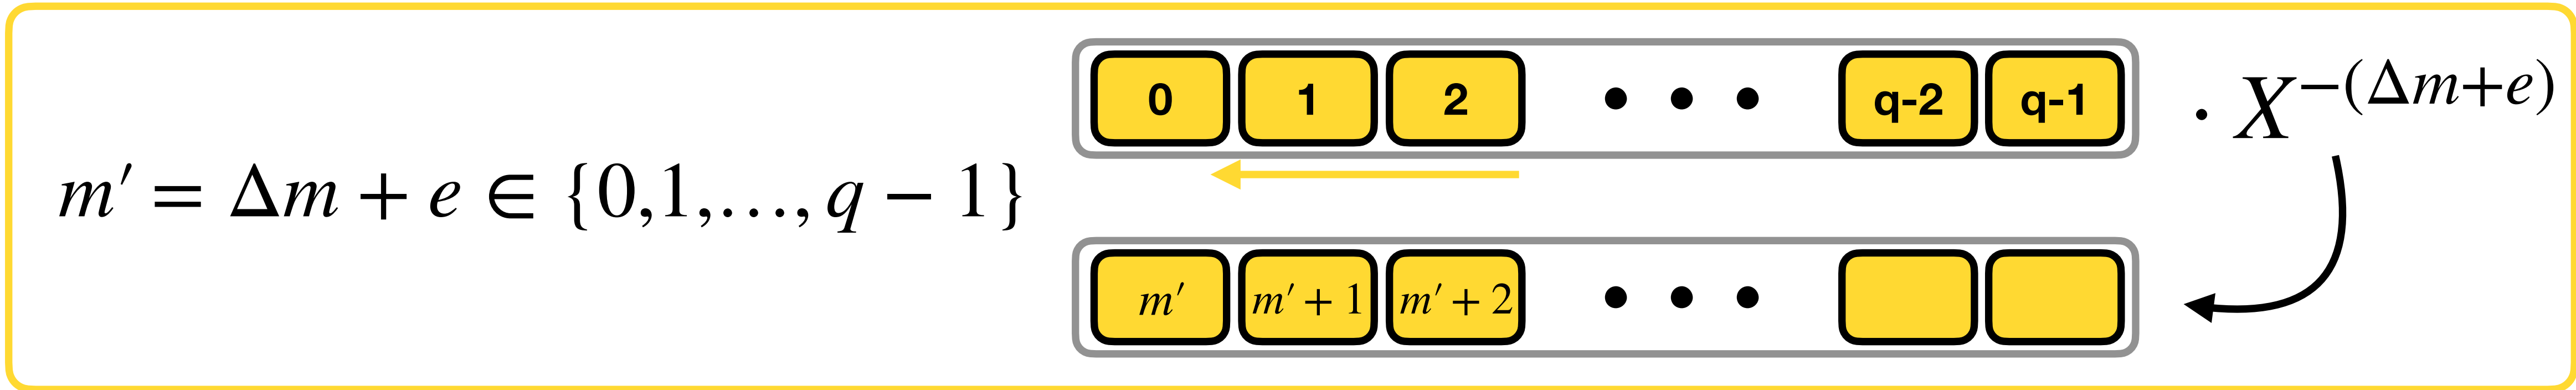 0 1 2 • • • q-2 q-1 · X^{−(Δm+e)}
m′ = Δm + e ∈ {0,1,…, q − 1}
m′ m′ + 1 m′ + 2 • • •